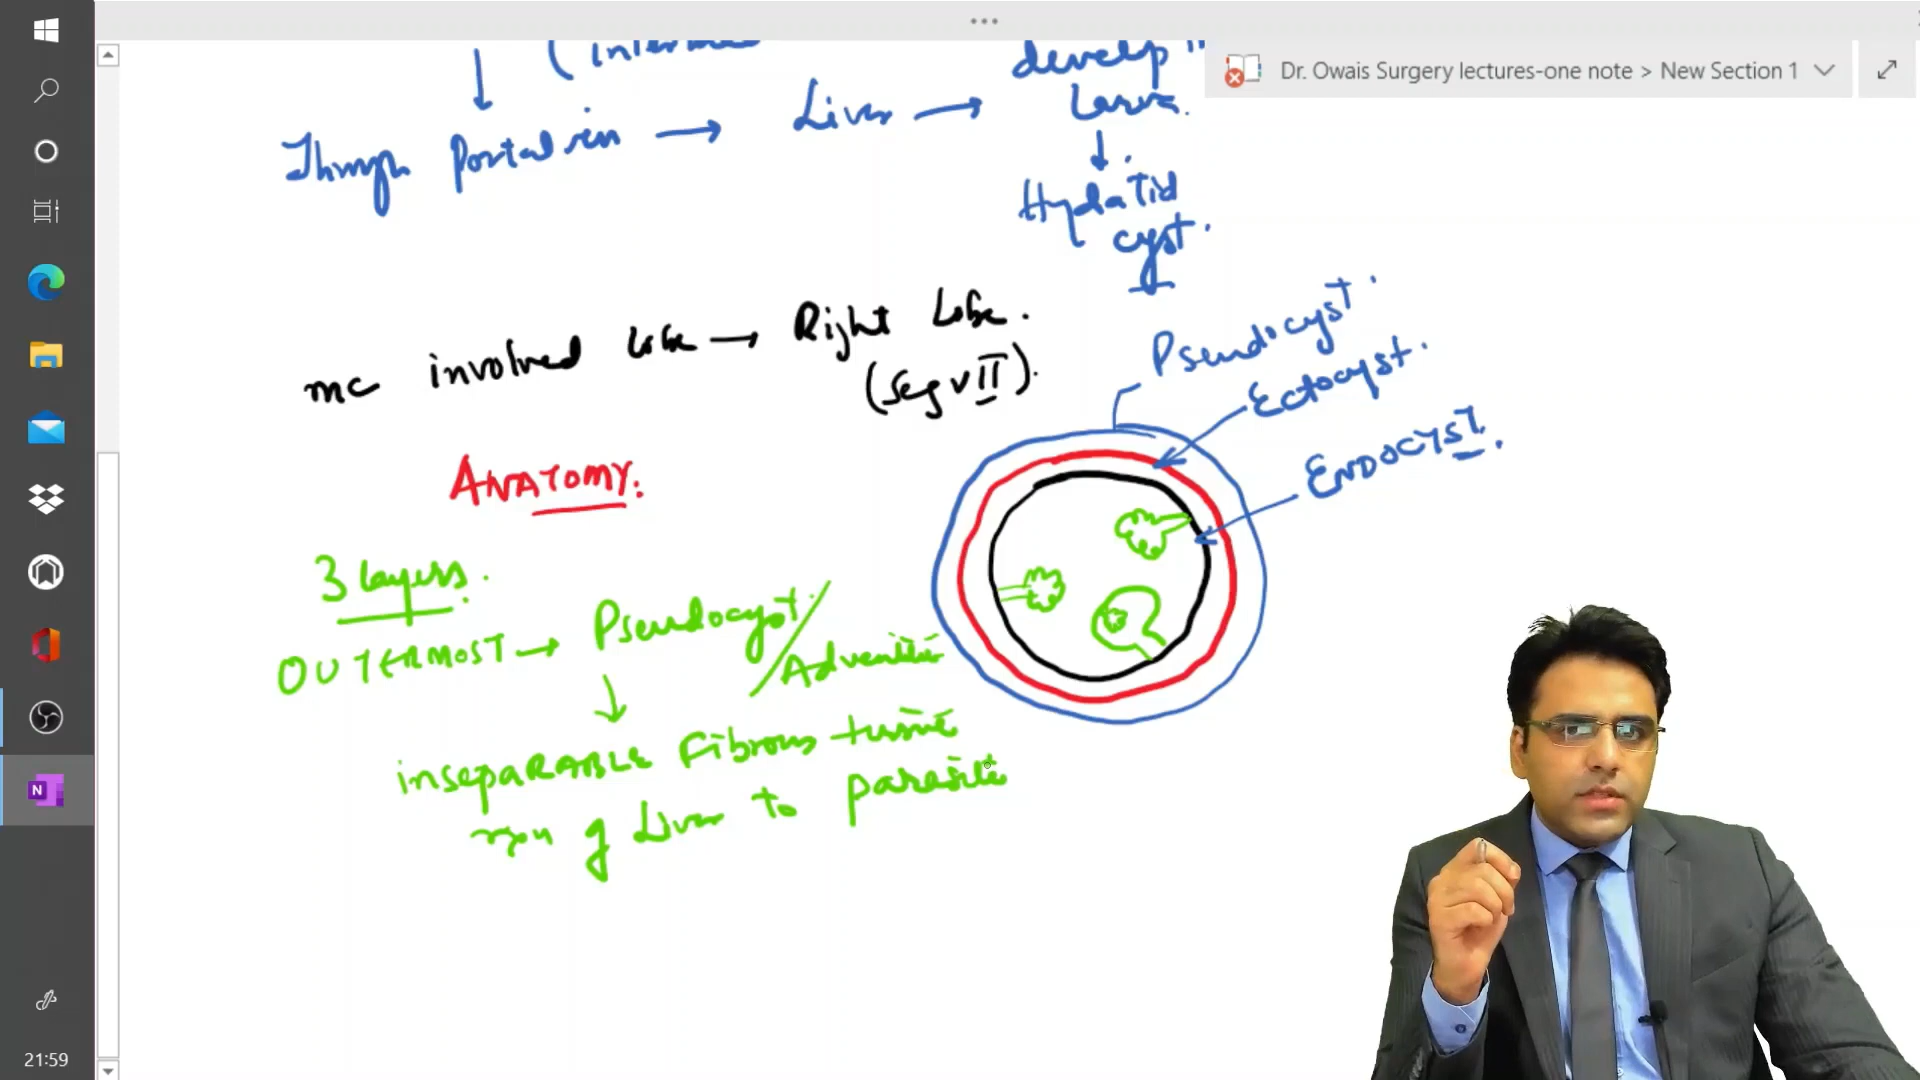 Dr. Owais Surgery lectures-one note > New Section 1
develop
Larva.
Through Portal vein → Liver →
Hydatid
cyst.
mc involved lobe → Right Lobe.
(Seg VII).
Pseudocyst.
Ectocyst.
ENDOCYST.
ANATOMY:
3 layers.
OUTERMOST → Pseudocyst /
Adventitia
inseparABLE Fibrous tissue
rxn of Liver to parasite
N
21:59